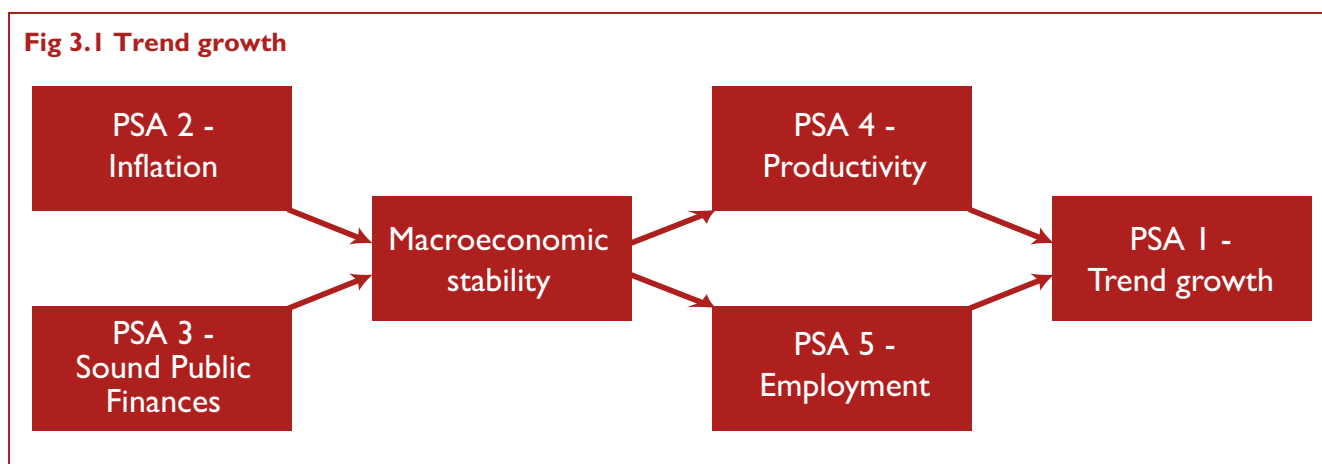 Fig 3.1 Trend growth
PSA 2 -
Inflation
PSA 3 -
Sound Public
Finances
Macroeconomic
stability
PSA 4 -
Productivity
PSA 5 -
Employment
PSA 1 -
Trend growth